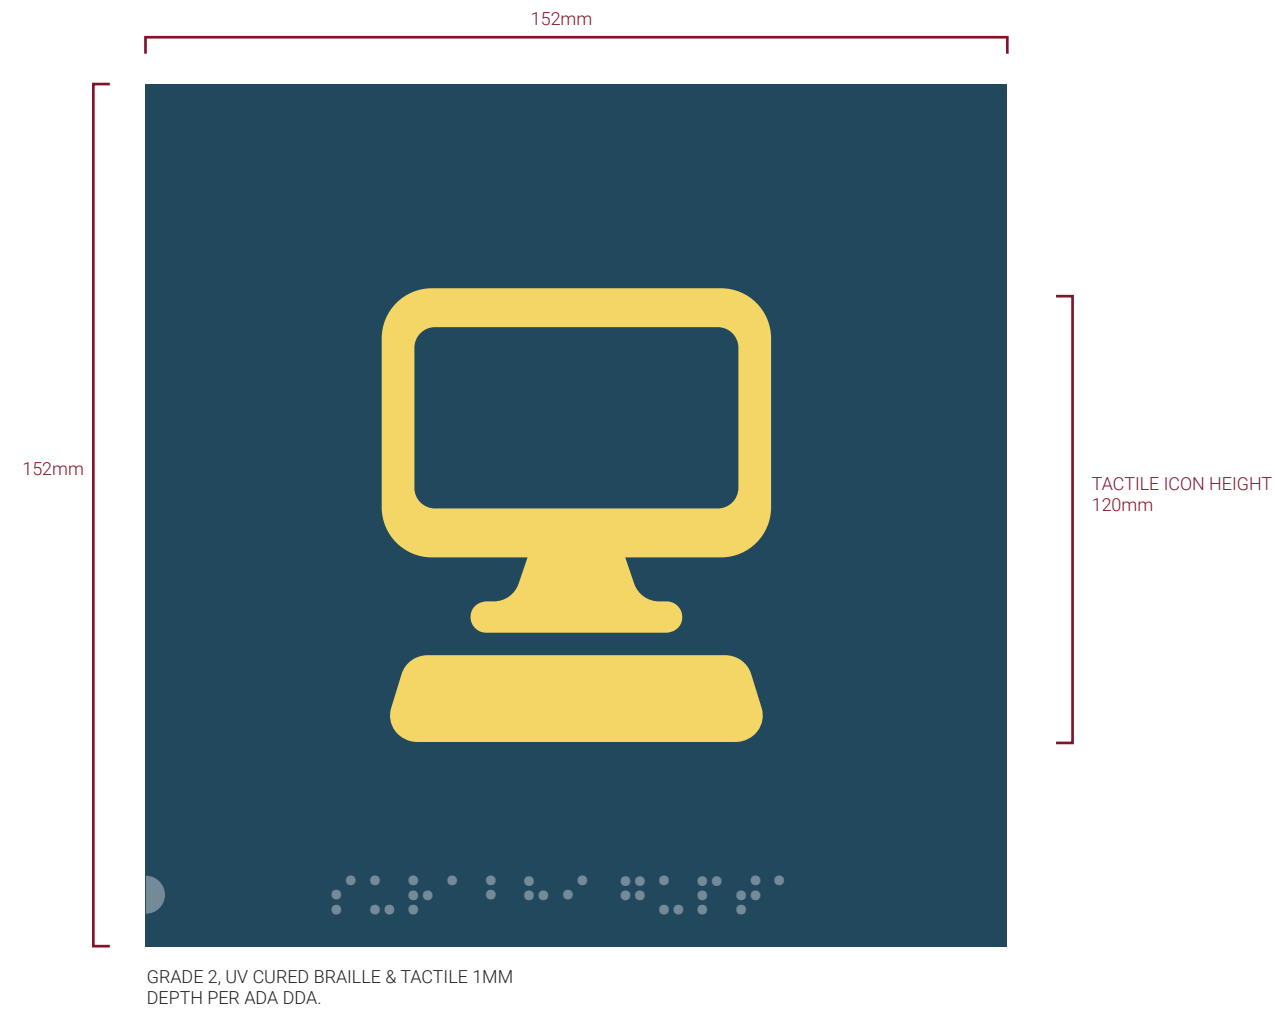 152mm
152mm
TACTILE ICON HEIGHT
120mm
⠎⠥⠗⠁⠃⠓⠊ ⠛⠥⠏⠞⠁
GRADE 2, UV CURED BRAILLE & TACTILE 1MM
DEPTH PER ADA DDA.